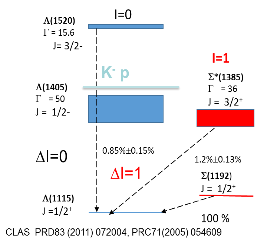 Λ(1520)
Γ = 15.6
J = 3/2-
I=0
K⁻ p
I=1
Λ(1405)
Γ = 50
J = 1/2-
Σ*(1385)
Γ = 36
J = 3/2⁺
0.85%±0.15%
ΔI=0
ΔI=1
1.2%±0.13%
Σ(1192)
J = 1/2⁺
Λ(1115)
J=1/2⁺
100 %
CLAS PRD83 (2011) 072004, PRC71(2005) 054609